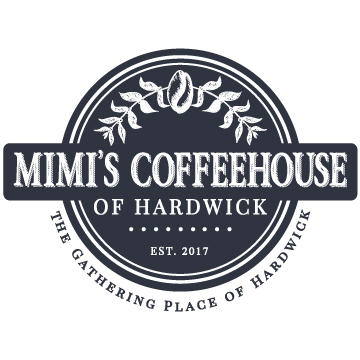 MIMI'S COFFEEHOUSE
OF HARDWICK
EST. 2017
THE GATHERING PLACE OF HARDWICK